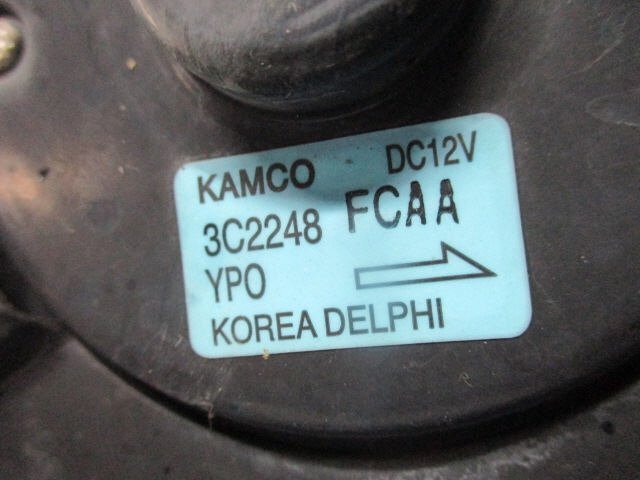 KAMCO DC12V
3C2248 FCAA
YPO
KOREA DELPHI